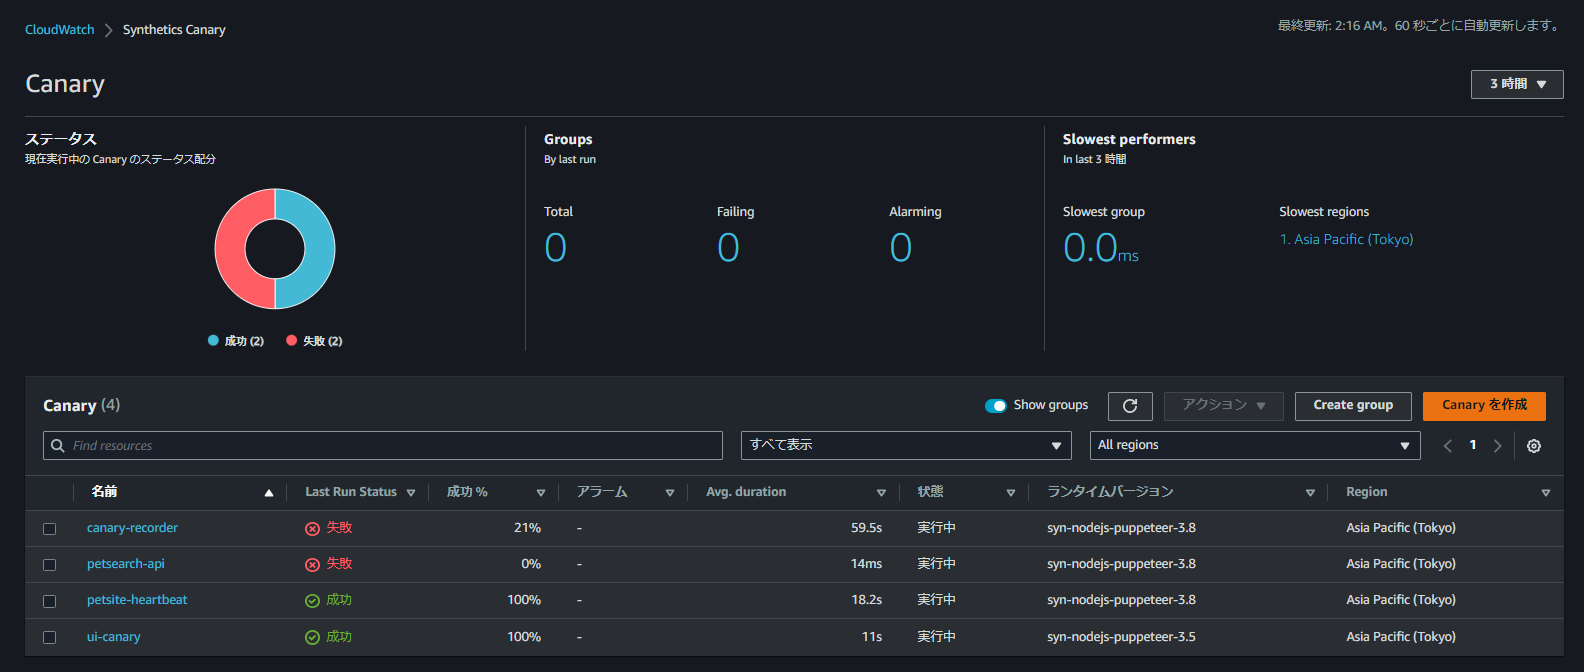 CloudWatch > Synthetics Canary
最終更新: 2:16 AM。60 秒ごとに自動更新します。
Canary
3 時間
ステータス
現在実行中の Canary のステータス配分
成功 (2) 失敗 (2)
Groups
By last run
Total Failing Alarming
0 0 0
Slowest performers
In last 3 時間
Slowest group Slowest regions
0.0ms 1. Asia Pacific (Tokyo)
Canary (4) Show groups アクション Create group Canary を作成
Find resources すべて表示 All regions 1
名前 Last Run Status 成功 % アラーム Avg. duration 状態 ランタイムバージョン Region
canary-recorder 失敗 21% - 59.5s 実行中 syn-nodejs-puppeteer-3.8 Asia Pacific (Tokyo)
petsearch-api 失敗 0% - 14ms 実行中 syn-nodejs-puppeteer-3.8 Asia Pacific (Tokyo)
petsite-heartbeat 成功 100% - 18.2s 実行中 syn-nodejs-puppeteer-3.8 Asia Pacific (Tokyo)
ui-canary 成功 100% - 11s 実行中 syn-nodejs-puppeteer-3.5 Asia Pacific (Tokyo)